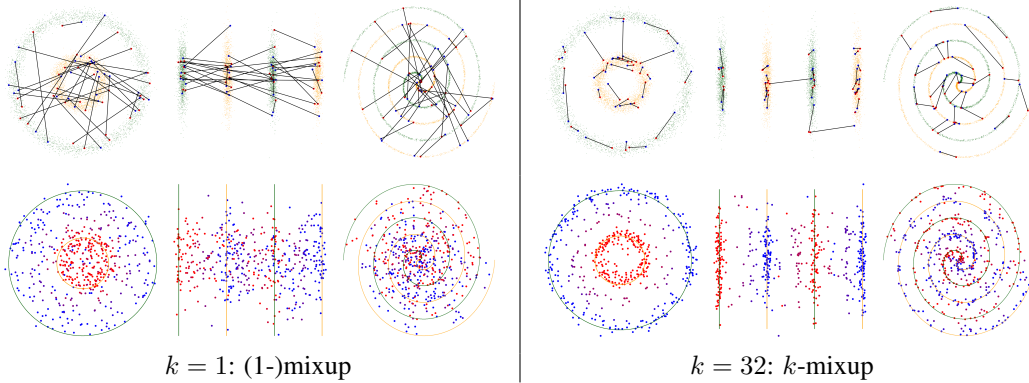 k = 1: (1-)mixup
k = 32: k-mixup